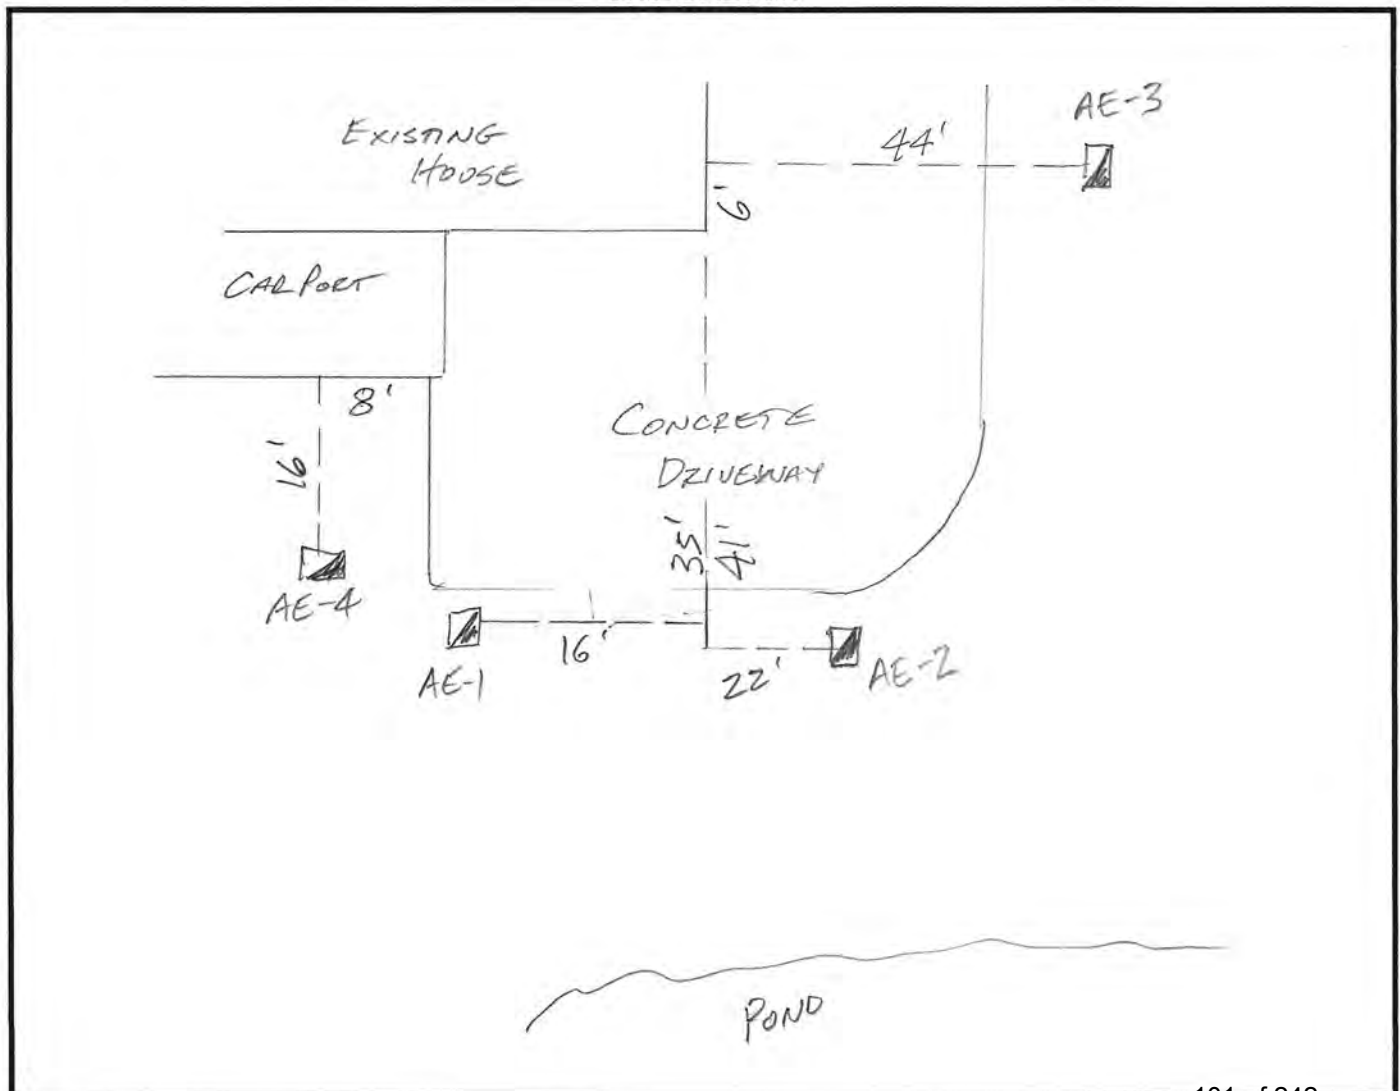 AE-3
EXISTING
HOUSE
44'
6'
CARPORT
8'
CONCRETE
DRIVEWAY
16'
35'
41'
AE-4
AE-1
16'
22'
AE-2
POND